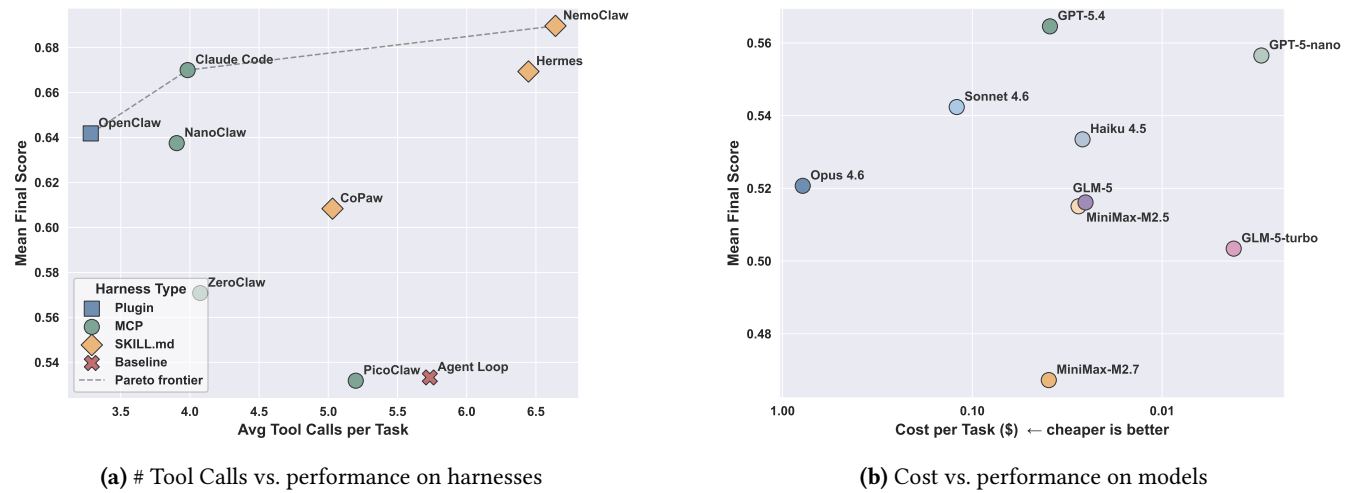 NemoClaw
0.68
Claude Code
Hermes
0.66
OpenClaw
NanoClaw
0.64
0.62
CoPaw
0.60
0.58
ZeroClaw
Harness Type
Plugin
0.56
MCP
SKILL.md
Baseline
0.54
PicoClaw
Agent Loop
Pareto frontier
Mean Final Score
3.5 4.0 4.5 5.0 5.5 6.0 6.5
Avg Tool Calls per Task
(a) # Tool Calls vs. performance on harnesses
GPT-5.4
GPT-5-nano
0.56
Sonnet 4.6
0.54
Haiku 4.5
Opus 4.6
GLM-5
0.52
MiniMax-M2.5
GLM-5-turbo
0.50
0.48
MiniMax-M2.7
Mean Final Score
1.00 0.10 0.01
Cost per Task ($) ← cheaper is better
(b) Cost vs. performance on models